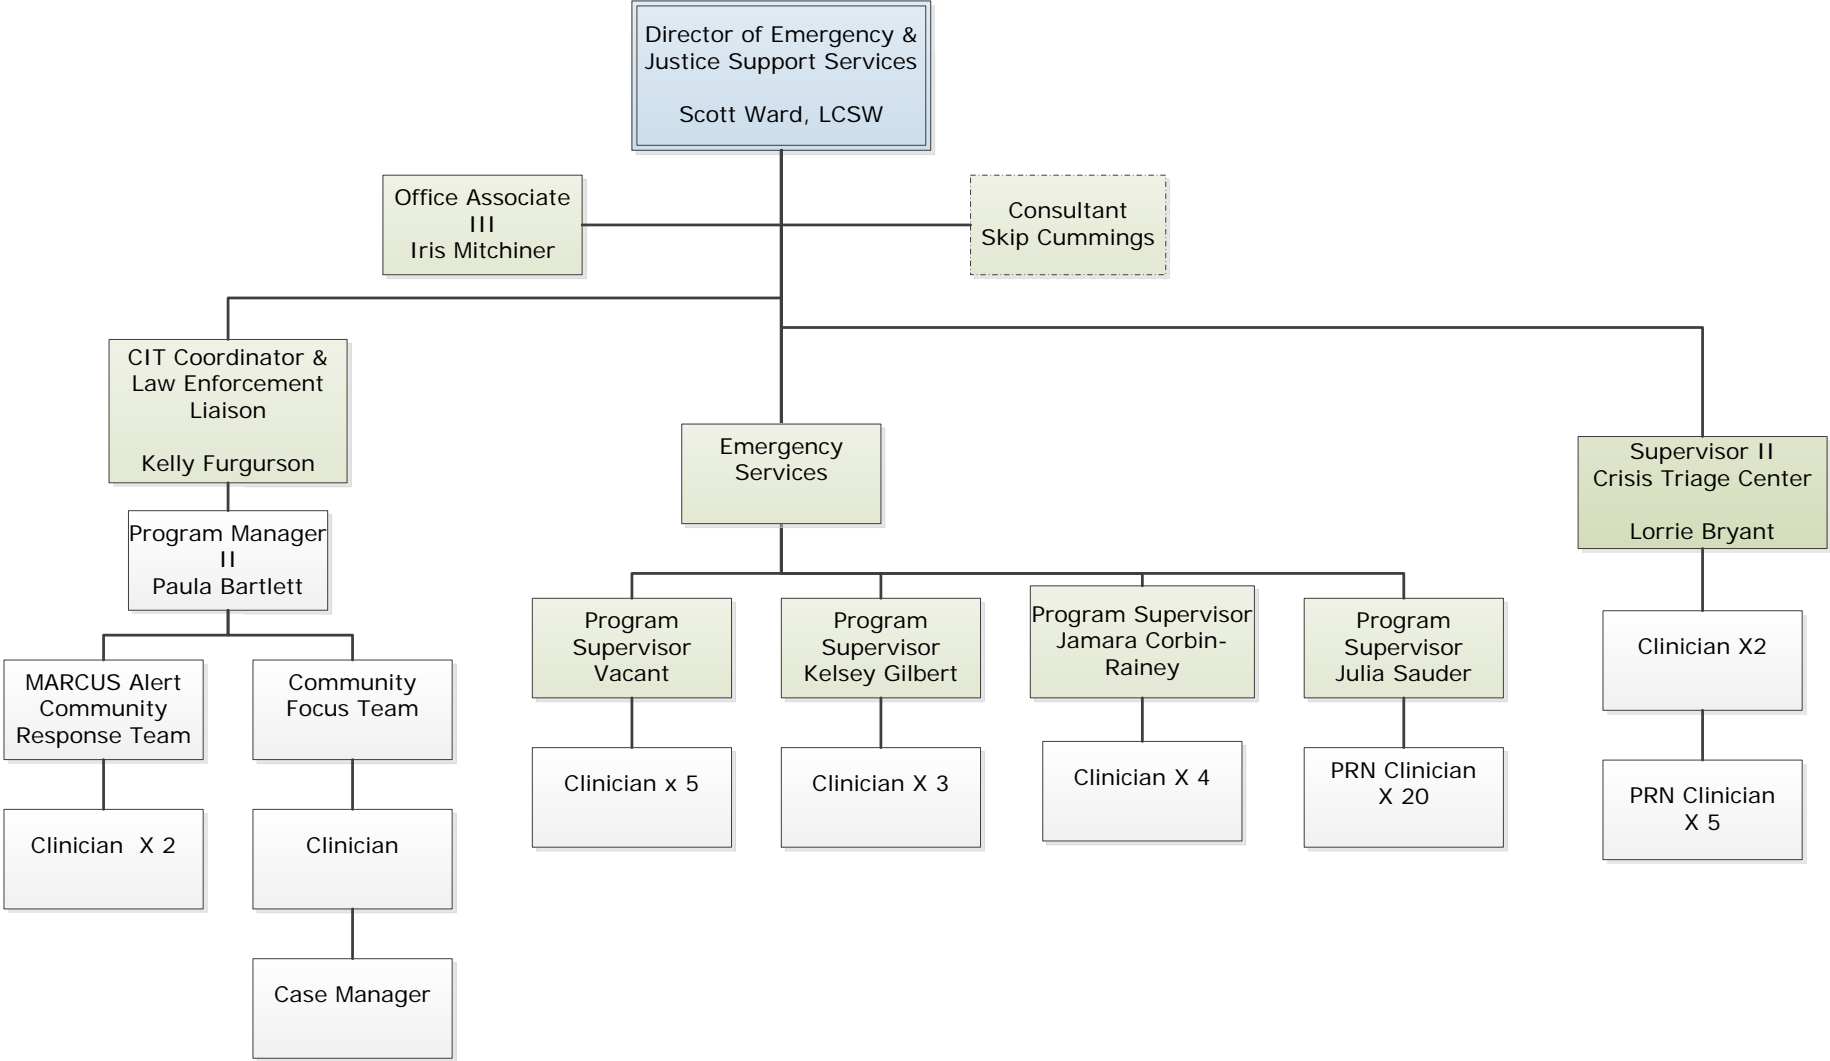 Director of Emergency &
Justice Support Services
Scott Ward, LCSW
Office Associate
III
Iris Mitchiner
Consultant
Skip Cummings
CIT Coordinator &
Law Enforcement
Liaison
Kelly Furgurson
Program Manager
II
Paula Bartlett
MARCUS Alert
Community
Response Team
Clinician  X 2
Community
Focus Team
Clinician
Case Manager
Emergency
Services
Program
Supervisor
Vacant
Clinician x 5
Program
Supervisor
Kelsey Gilbert
Clinician X 3
Program Supervisor
Jamara Corbin-
Rainey
Clinician X 4
Program
Supervisor
Julia Sauder
PRN Clinician
X 20
Supervisor II
Crisis Triage Center
Lorrie Bryant
Clinician X2
PRN Clinician
X 5